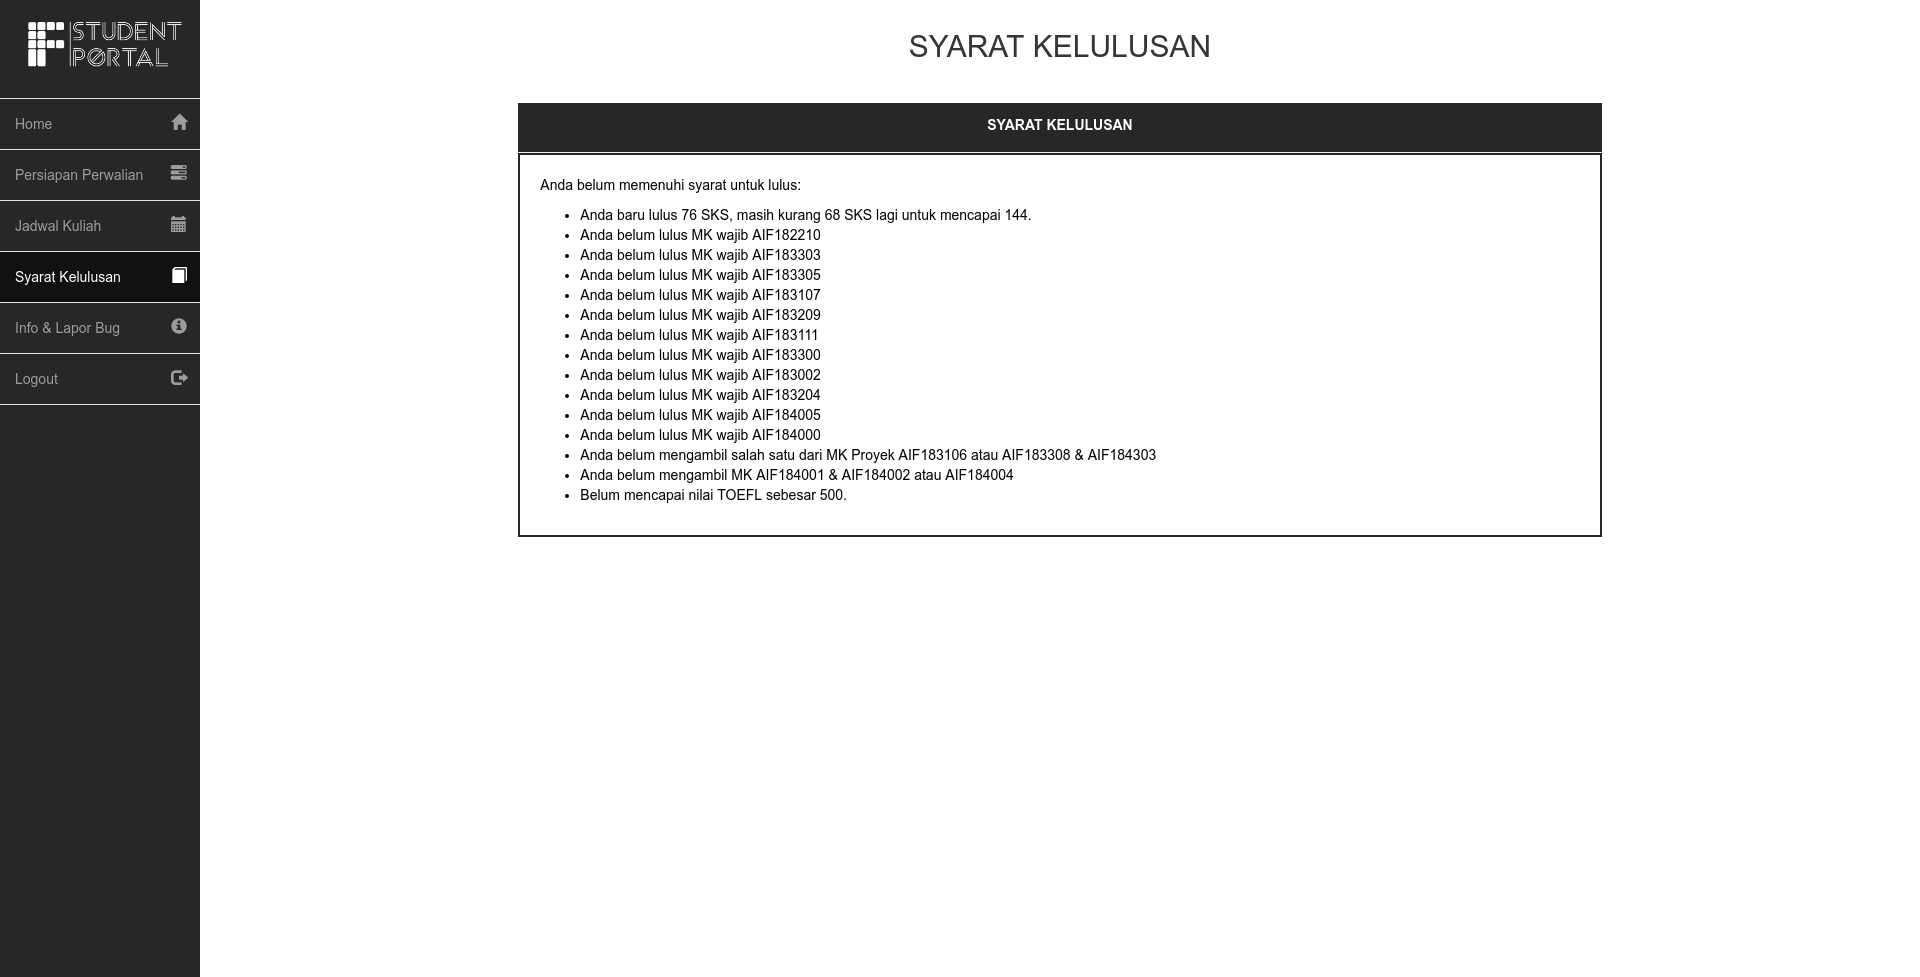 STUDENT
PØRTAL
Home
Persiapan Perwalian
Jadwal Kuliah
Syarat Kelulusan
Info & Lapor Bug
Logout
SYARAT KELULUSAN
SYARAT KELULUSAN
Anda belum memenuhi syarat untuk lulus:
• Anda baru lulus 76 SKS, masih kurang 68 SKS lagi untuk mencapai 144.
• Anda belum lulus MK wajib AIF182210
• Anda belum lulus MK wajib AIF183303
• Anda belum lulus MK wajib AIF183305
• Anda belum lulus MK wajib AIF183107
• Anda belum lulus MK wajib AIF183209
• Anda belum lulus MK wajib AIF183111
• Anda belum lulus MK wajib AIF183300
• Anda belum lulus MK wajib AIF183002
• Anda belum lulus MK wajib AIF183204
• Anda belum lulus MK wajib AIF184005
• Anda belum lulus MK wajib AIF184000
• Anda belum mengambil salah satu dari MK Proyek AIF183106 atau AIF183308 & AIF184303
• Anda belum mengambil MK AIF184001 & AIF184002 atau AIF184004
• Belum mencapai nilai TOEFL sebesar 500.